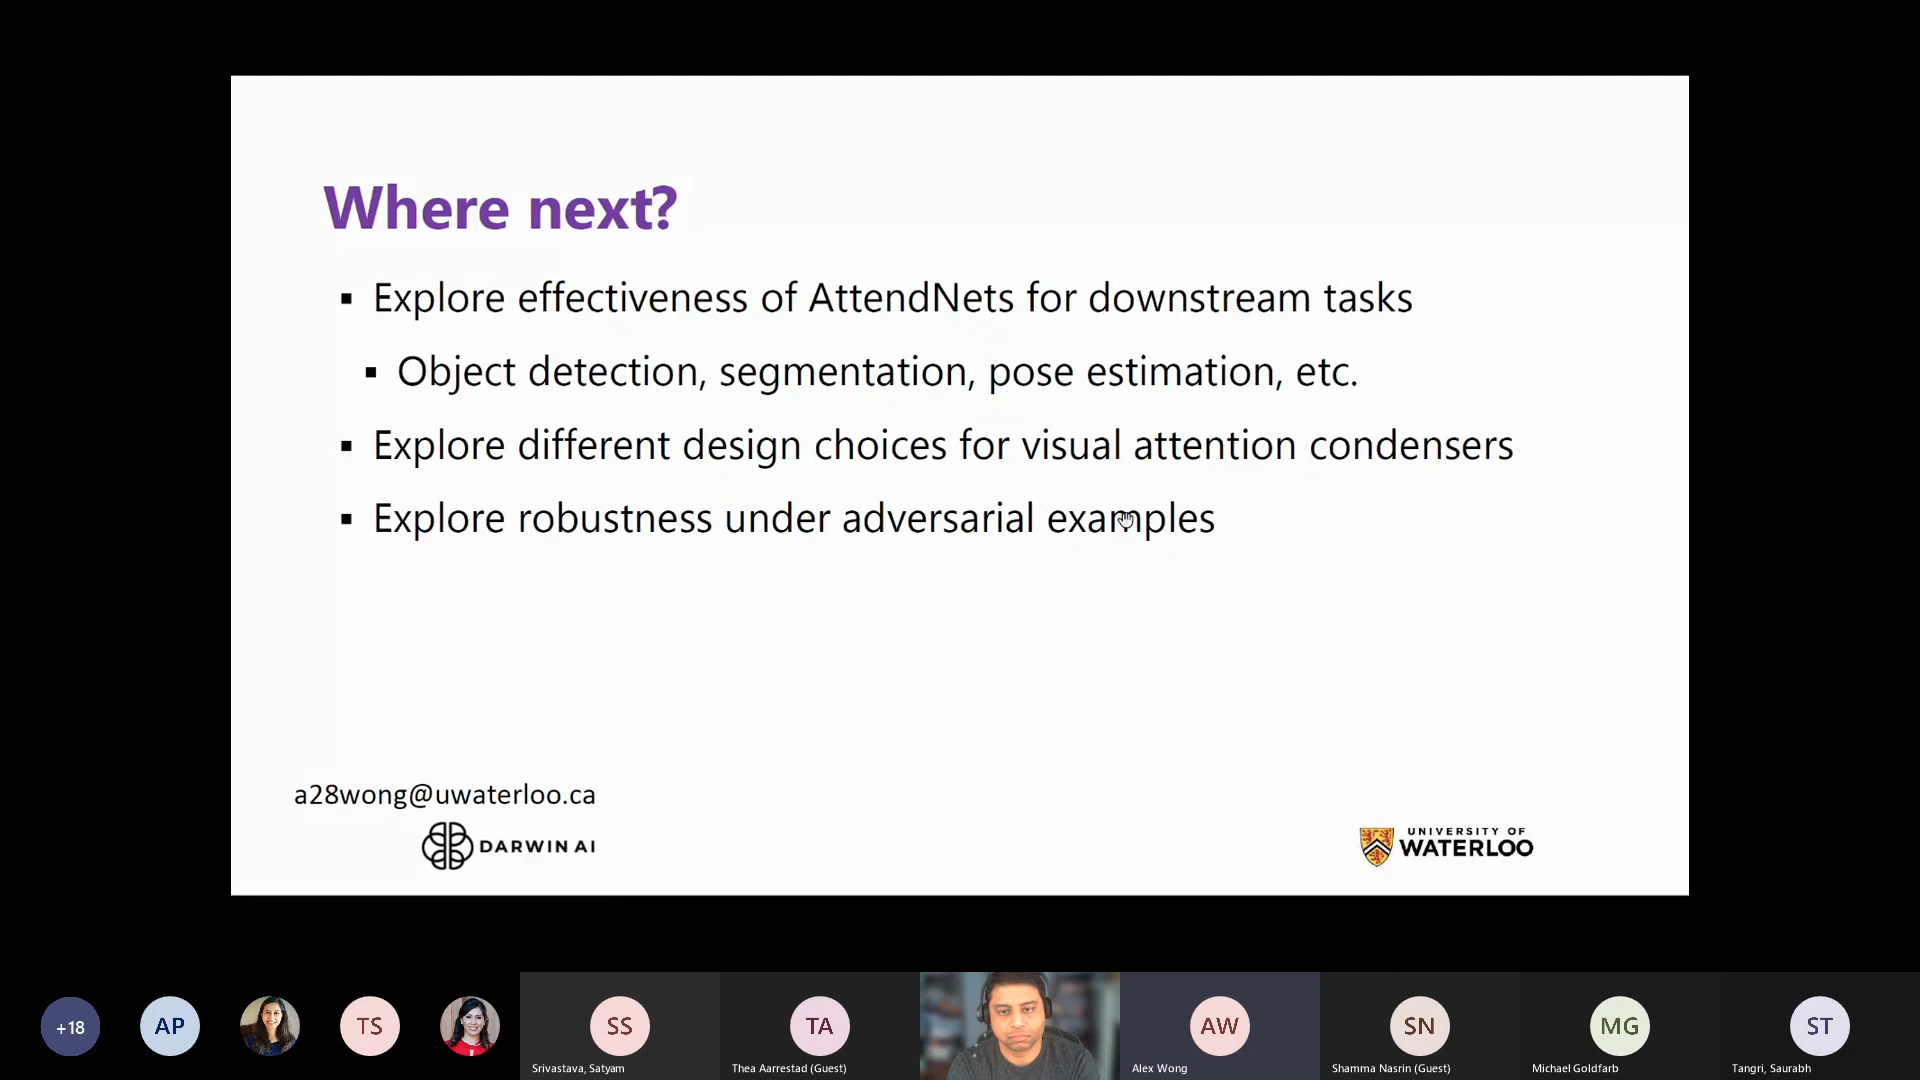 Where next?
▪ Explore effectiveness of AttendNets for downstream tasks
▪ Object detection, segmentation, pose estimation, etc.
▪ Explore different design choices for visual attention condensers
▪ Explore robustness under adversarial examples
a28wong@uwaterloo.ca
DARWIN AI
UNIVERSITY OF
WATERLOO
+18
AP
TS
SS
TA
AW
SN
MG
ST
Srivastava, Satyam
Thea Aarrestad (Guest)
Alex Wong
Shamma Nasrin (Guest)
Michael Goldfarb
Tangri, Saurabh